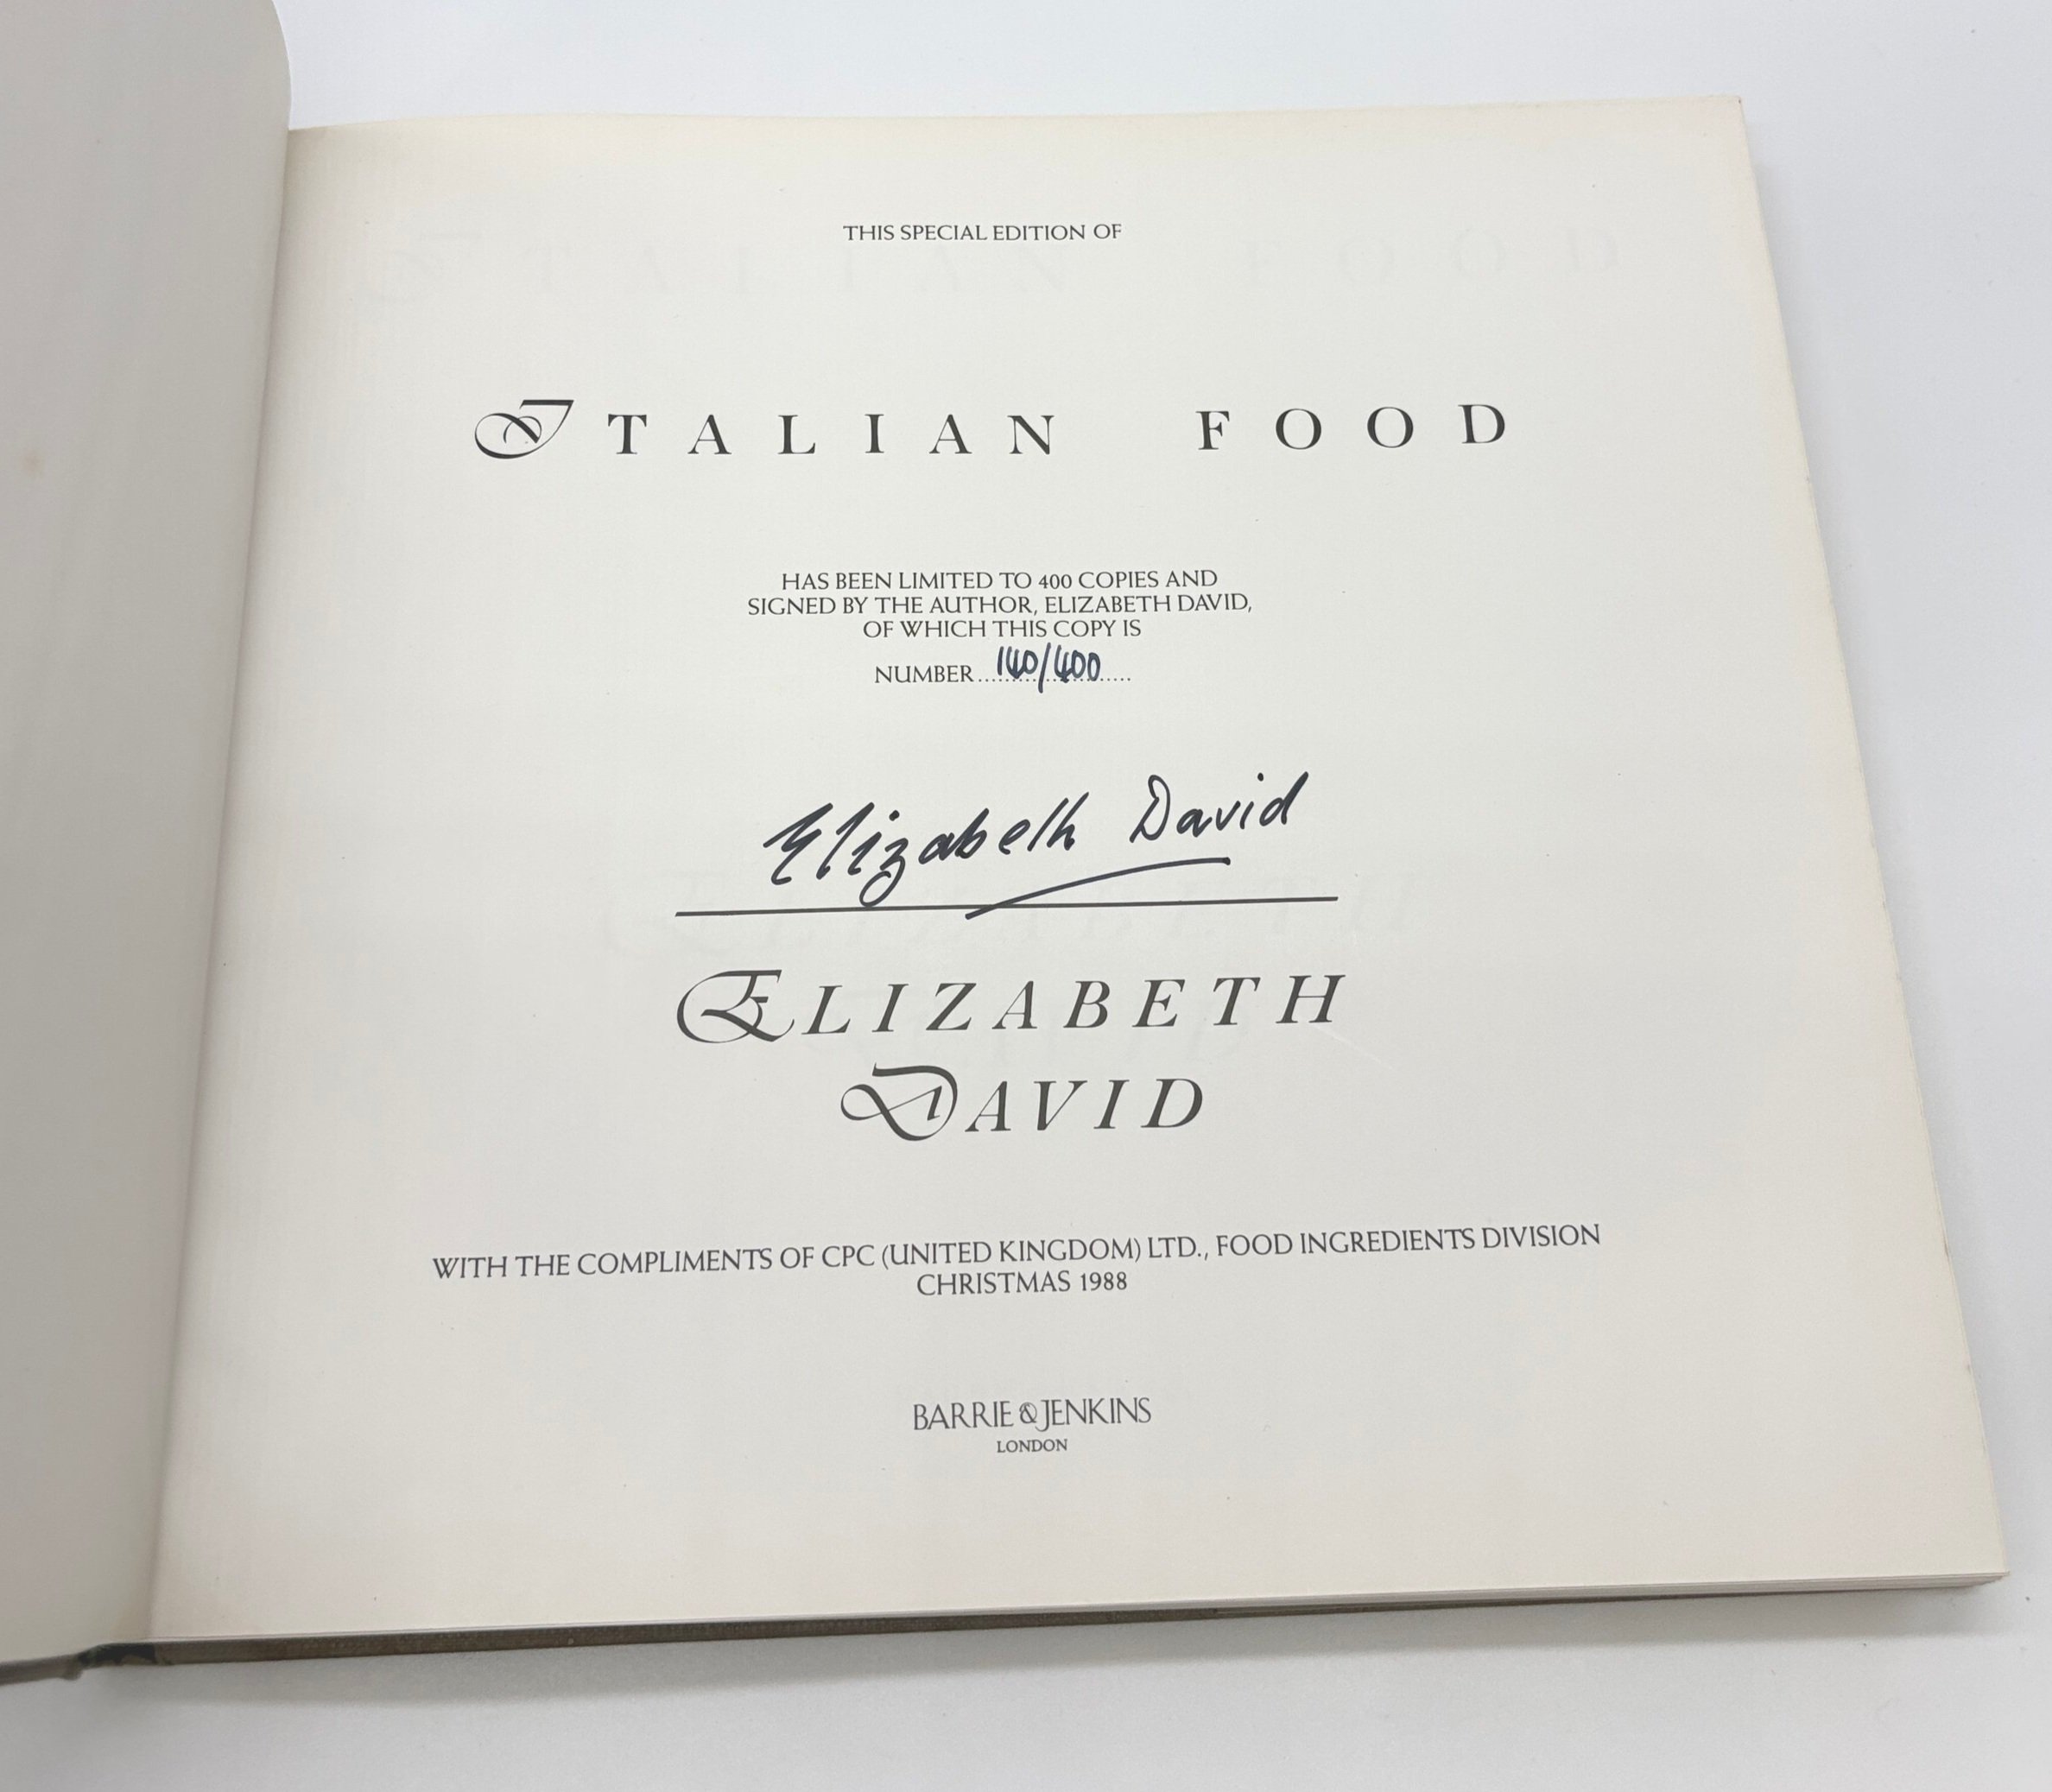 THIS SPECIAL EDITION OF
ITALIAN FOOD
HAS BEEN LIMITED TO 400 COPIES AND
SIGNED BY THE AUTHOR, ELIZABETH DAVID,
OF WHICH THIS COPY IS
NUMBER.....140/400.....
Elizabeth David
ELIZABETH
DAVID
WITH THE COMPLIMENTS OF CPC (UNITED KINGDOM) LTD., FOOD INGREDIENTS DIVISION
CHRISTMAS 1988
BARRIE & JENKINS
LONDON